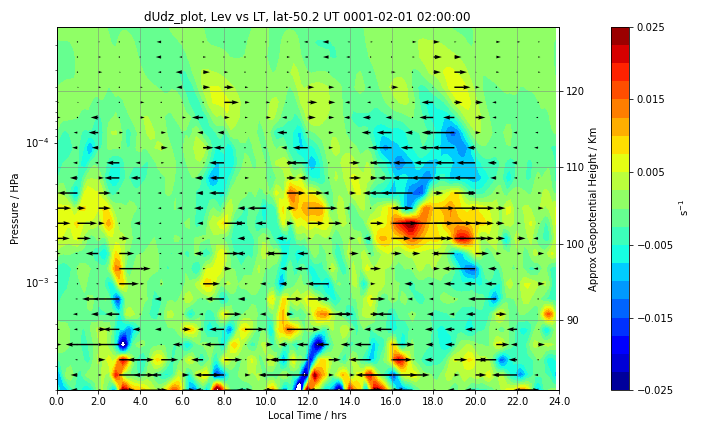 dUdz_plot, Lev vs LT, lat-50.2 UT 0001-02-01 02:00:00
Pressure / HPa
10⁻⁴
10⁻³
0.0 2.0 4.0 6.0 8.0 10.0 12.0 14.0 16.0 18.0 20.0 22.0 24.0
Local Time / hrs
120
110
100
90
Approx Geopotential Height / Km
0.025
0.015
0.005
−0.005
−0.015
−0.025
s⁻¹